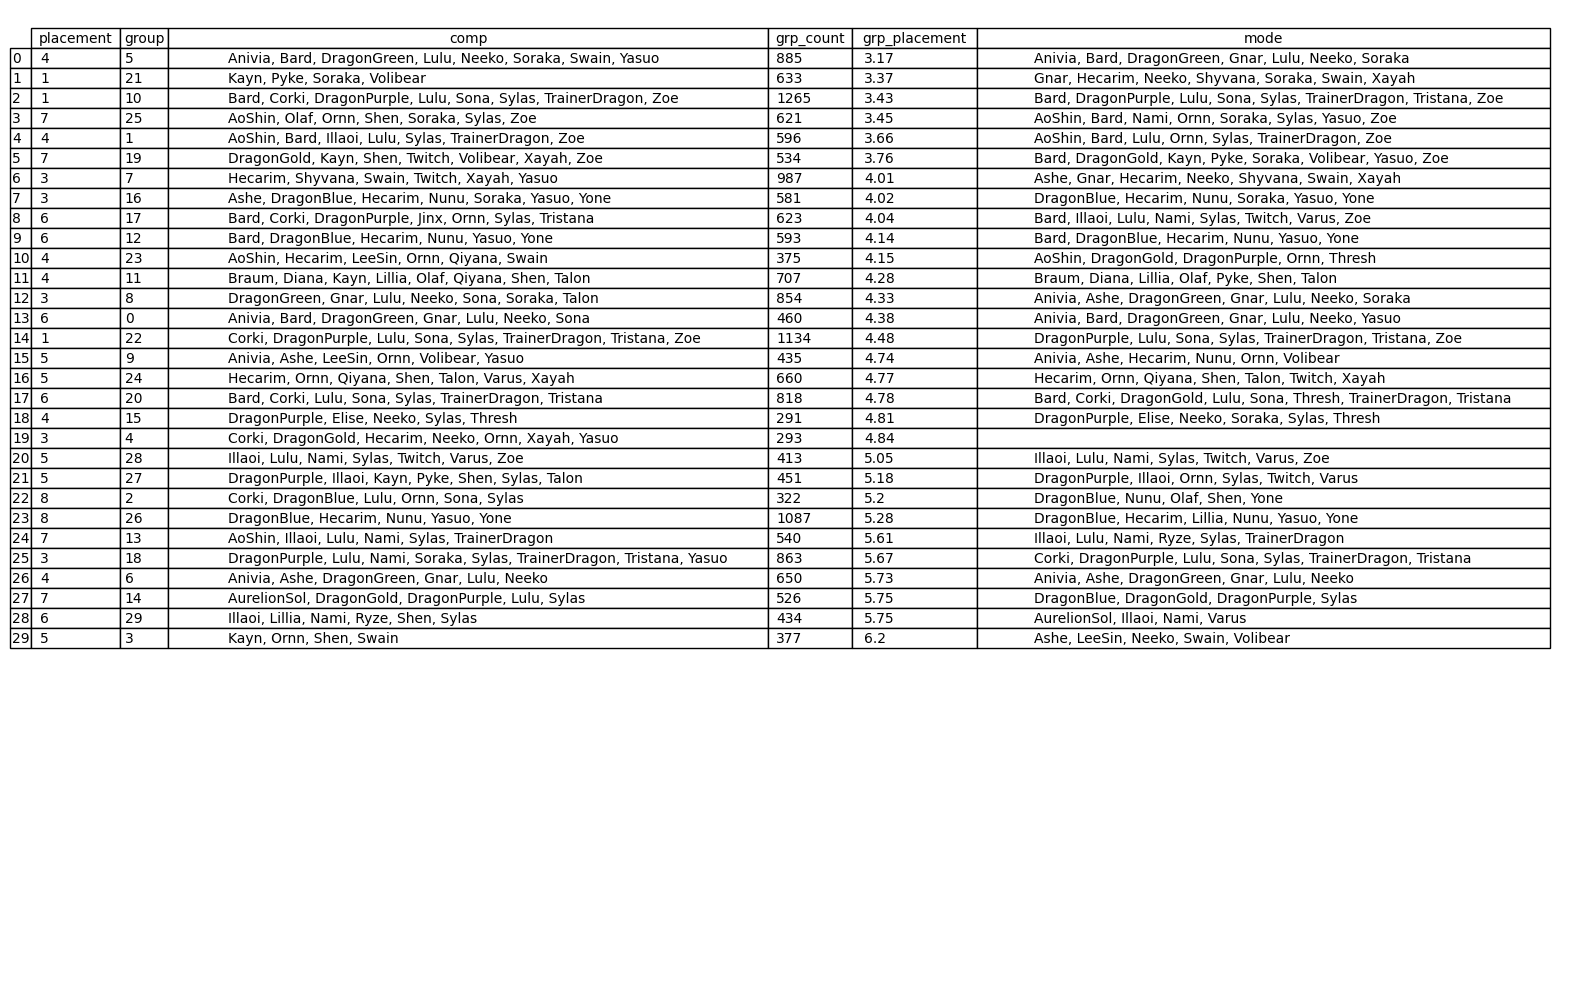 placement group comp grp_count grp_placement mode
0 4 5 Anivia, Bard, DragonGreen, Lulu, Neeko, Soraka, Swain, Yasuo 885 3.17 Anivia, Bard, DragonGreen, Gnar, Lulu, Neeko, Soraka
1 1 21 Kayn, Pyke, Soraka, Volibear 633 3.37 Gnar, Hecarim, Neeko, Shyvana, Soraka, Swain, Xayah
2 1 10 Bard, Corki, DragonPurple, Lulu, Sona, Sylas, TrainerDragon, Zoe 1265 3.43 Bard, DragonPurple, Lulu, Sona, Sylas, TrainerDragon, Tristana, Zoe
3 7 25 AoShin, Olaf, Ornn, Shen, Soraka, Sylas, Zoe 621 3.45 AoShin, Bard, Nami, Ornn, Soraka, Sylas, Yasuo, Zoe
4 4 1 AoShin, Bard, Illaoi, Lulu, Sylas, TrainerDragon, Zoe 596 3.66 AoShin, Bard, Lulu, Ornn, Sylas, TrainerDragon, Zoe
5 7 19 DragonGold, Kayn, Shen, Twitch, Volibear, Xayah, Zoe 534 3.76 Bard, DragonGold, Kayn, Pyke, Soraka, Volibear, Yasuo, Zoe
6 3 7 Hecarim, Shyvana, Swain, Twitch, Xayah, Yasuo 987 4.01 Ashe, Gnar, Hecarim, Neeko, Shyvana, Swain, Xayah
7 3 16 Ashe, DragonBlue, Hecarim, Nunu, Soraka, Yasuo, Yone 581 4.02 DragonBlue, Hecarim, Nunu, Soraka, Yasuo, Yone
8 6 17 Bard, Corki, DragonPurple, Jinx, Ornn, Sylas, Tristana 623 4.04 Bard, Illaoi, Lulu, Nami, Sylas, Twitch, Varus, Zoe
9 6 12 Bard, DragonBlue, Hecarim, Nunu, Yasuo, Yone 593 4.14 Bard, DragonBlue, Hecarim, Nunu, Yasuo, Yone
10 4 23 AoShin, Hecarim, LeeSin, Ornn, Qiyana, Swain 375 4.15 AoShin, DragonGold, DragonPurple, Ornn, Thresh
11 4 11 Braum, Diana, Kayn, Lillia, Olaf, Qiyana, Shen, Talon 707 4.28 Braum, Diana, Lillia, Olaf, Pyke, Shen, Talon
12 3 8 DragonGreen, Gnar, Lulu, Neeko, Sona, Soraka, Talon 854 4.33 Anivia, Ashe, DragonGreen, Gnar, Lulu, Neeko, Soraka
13 6 0 Anivia, Bard, DragonGreen, Gnar, Lulu, Neeko, Sona 460 4.38 Anivia, Bard, DragonGreen, Gnar, Lulu, Neeko, Yasuo
14 1 22 Corki, DragonPurple, Lulu, Sona, Sylas, TrainerDragon, Tristana, Zoe 1134 4.48 DragonPurple, Lulu, Sona, Sylas, TrainerDragon, Tristana, Zoe
15 5 9 Anivia, Ashe, LeeSin, Ornn, Volibear, Yasuo 435 4.74 Anivia, Ashe, Hecarim, Nunu, Ornn, Volibear
16 5 24 Hecarim, Ornn, Qiyana, Shen, Talon, Varus, Xayah 660 4.77 Hecarim, Ornn, Qiyana, Shen, Talon, Twitch, Xayah
17 6 20 Bard, Corki, Lulu, Sona, Sylas, TrainerDragon, Tristana 818 4.78 Bard, Corki, DragonGold, Lulu, Sona, Thresh, TrainerDragon, Tristana
18 4 15 DragonPurple, Elise, Neeko, Sylas, Thresh 291 4.81 DragonPurple, Elise, Neeko, Soraka, Sylas, Thresh
19 3 4 Corki, DragonGold, Hecarim, Neeko, Ornn, Xayah, Yasuo 293 4.84
20 5 28 Illaoi, Lulu, Nami, Sylas, Twitch, Varus, Zoe 413 5.05 Illaoi, Lulu, Nami, Sylas, Twitch, Varus, Zoe
21 5 27 DragonPurple, Illaoi, Kayn, Pyke, Shen, Sylas, Talon 451 5.18 DragonPurple, Illaoi, Ornn, Sylas, Twitch, Varus
22 8 2 Corki, DragonBlue, Lulu, Ornn, Sona, Sylas 322 5.2 DragonBlue, Nunu, Olaf, Shen, Yone
23 8 26 DragonBlue, Hecarim, Nunu, Yasuo, Yone 1087 5.28 DragonBlue, Hecarim, Lillia, Nunu, Yasuo, Yone
24 7 13 AoShin, Illaoi, Lulu, Nami, Sylas, TrainerDragon 540 5.61 Illaoi, Lulu, Nami, Ryze, Sylas, TrainerDragon
25 3 18 DragonPurple, Lulu, Nami, Soraka, Sylas, TrainerDragon, Tristana, Yasuo 863 5.67 Corki, DragonPurple, Lulu, Sona, Sylas, TrainerDragon, Tristana
26 4 6 Anivia, Ashe, DragonGreen, Gnar, Lulu, Neeko 650 5.73 Anivia, Ashe, DragonGreen, Gnar, Lulu, Neeko
27 7 14 AurelionSol, DragonGold, DragonPurple, Lulu, Sylas 526 5.75 DragonBlue, DragonGold, DragonPurple, Sylas
28 6 29 Illaoi, Lillia, Nami, Ryze, Shen, Sylas 434 5.75 AurelionSol, Illaoi, Nami, Varus
29 5 3 Kayn, Ornn, Shen, Swain 377 6.2 Ashe, LeeSin, Neeko, Swain, Volibear